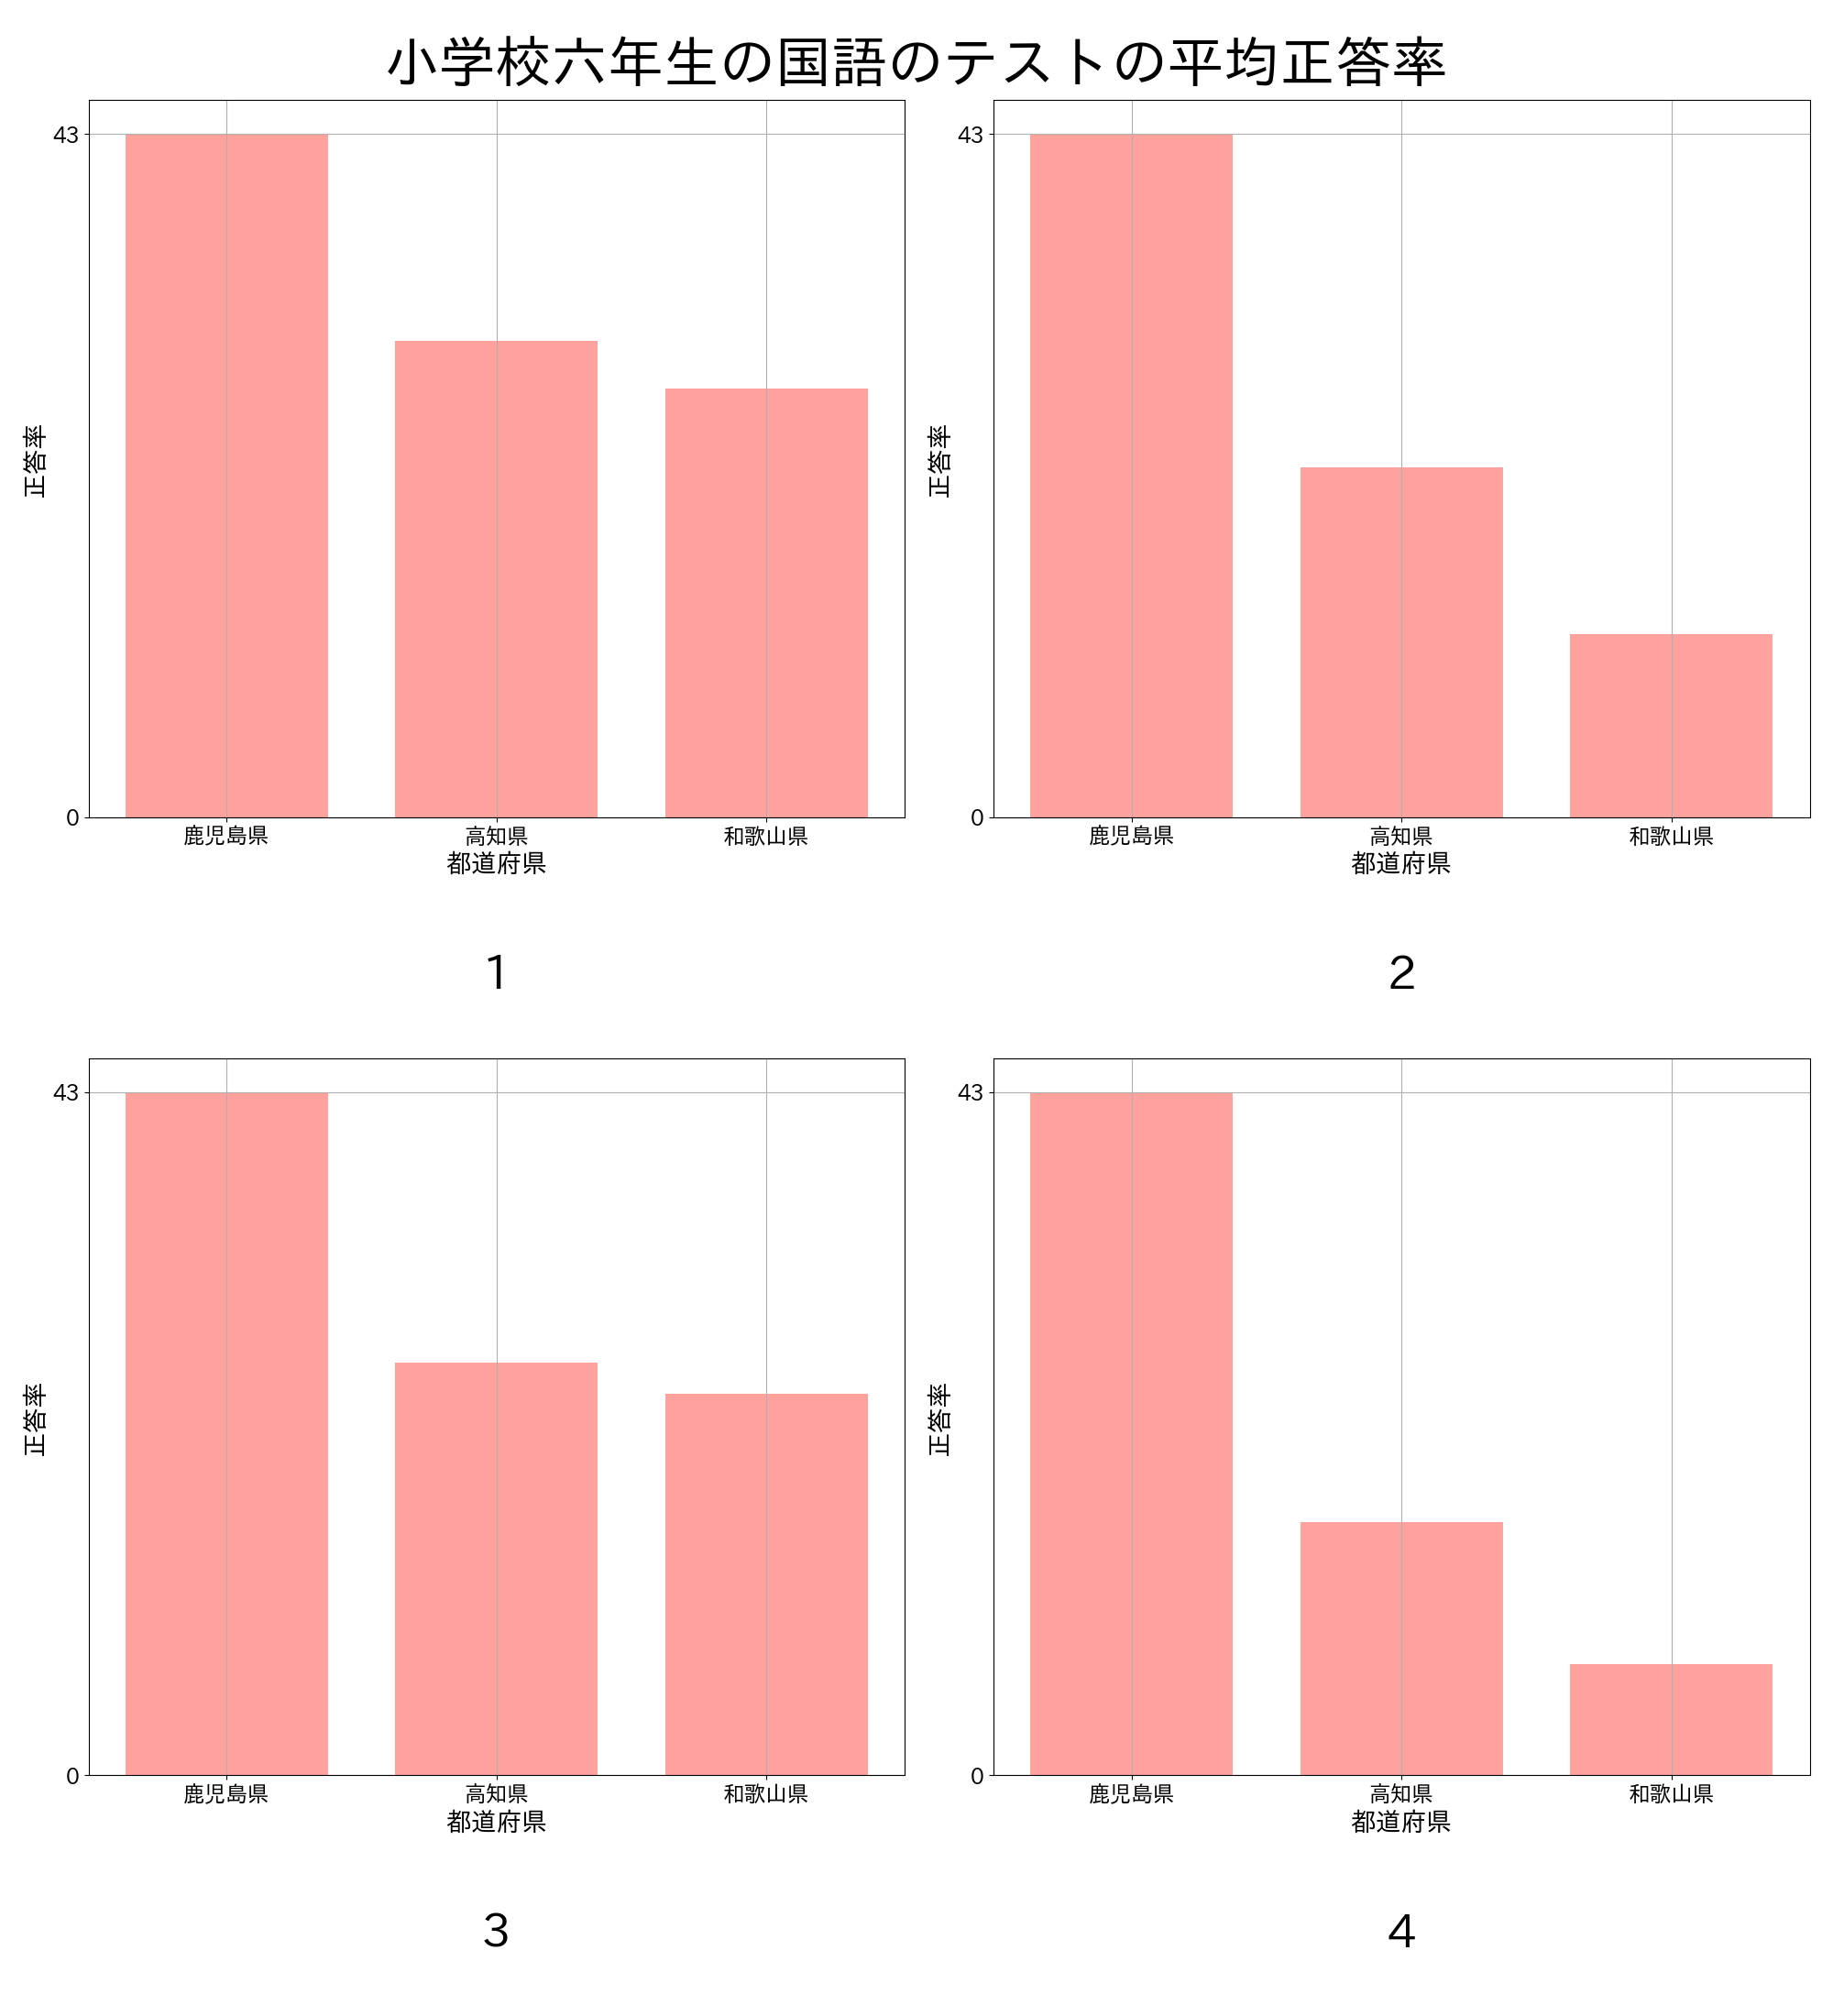 小学校六年生の国語のテストの平均正答率
43
0
正答率
鹿児島県 高知県 和歌山県
都道府県
1
43
0
正答率
鹿児島県 高知県 和歌山県
都道府県
2
43
0
正答率
鹿児島県 高知県 和歌山県
都道府県
3
43
0
正答率
鹿児島県 高知県 和歌山県
都道府県
4